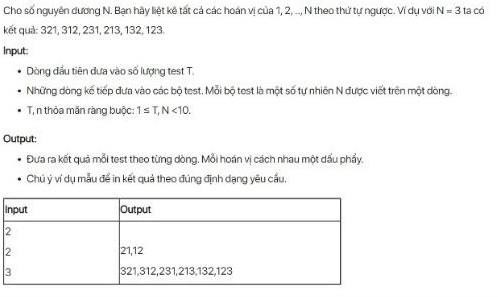 Cho số nguyên dương N. Bạn hãy liệt kê tất cả các hoán vị của 1, 2, .., N theo thứ tự ngược. Ví dụ với N = 3 ta có
kết quả: 321, 312, 231, 213, 132, 123.
Input:
• Dòng đầu tiên đưa vào số lượng test T.
• Những dòng kế tiếp đưa vào các bộ test. Mỗi bộ test là một số tự nhiên N được viết trên một dòng.
• T, n thỏa mãn ràng buộc: 1 ≤ T, N <10.
Output:
• Đưa ra kết quả mỗi test theo từng dòng. Mỗi hoán vị cách nhau một dấu phẩy.
• Chú ý ví dụ mẫu để in kết quả theo đúng định dạng yêu cầu.
Input Output
2
2 21,12
3 321,312,231,213,132,123